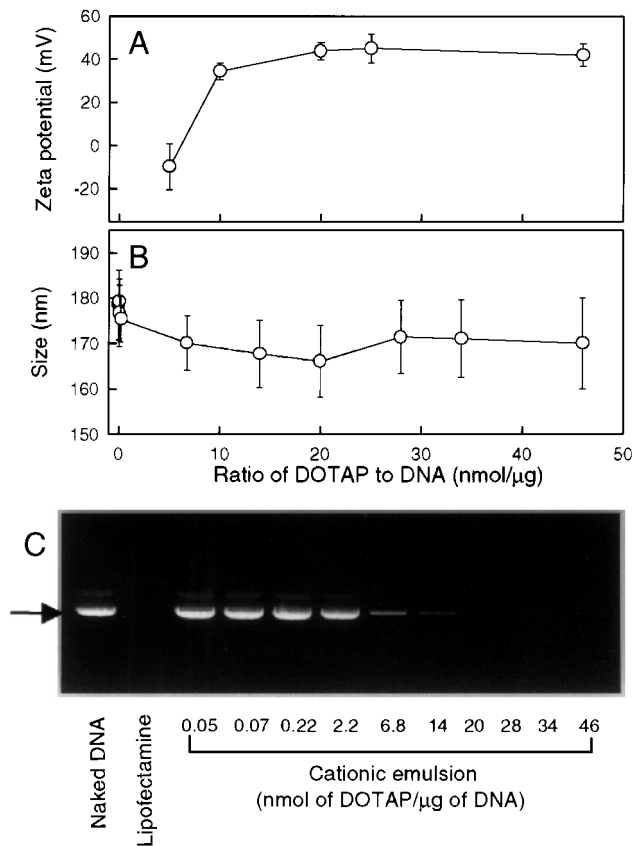 A
Zeta potential (mV)
60
40
20
0
-20
B
Size (nm)
190
180
170
160
150
0 10 20 30 40 50
Ratio of DOTAP to DNA (nmol/μg)
C
Naked DNA
Lipofectamine
0.05 0.07 0.22 2.2 6.8 14 20 28 34 46
Cationic emulsion
(nmol of DOTAP/μg of DNA)